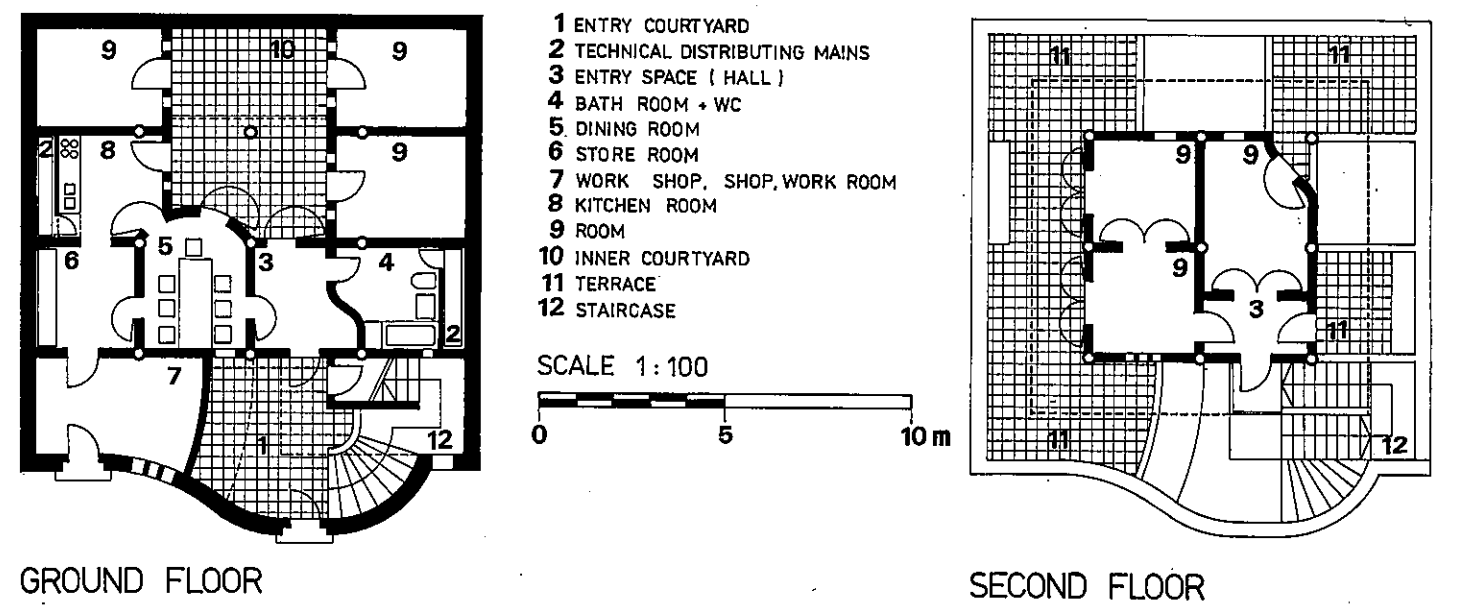 9
10
9
2
8
9
6
5
3
4
2
7
1
12
GROUND FLOOR
1 ENTRY COURTYARD
2 TECHNICAL DISTRIBUTING MAINS
3 ENTRY SPACE ( HALL )
4 BATH ROOM + WC
5 DINING ROOM
6 STORE ROOM
7 WORK SHOP, SHOP, WORK ROOM
8 KITCHEN ROOM
9 ROOM
10 INNER COURTYARD
11 TERRACE
12 STAIRCASE
SCALE 1:100
0 5 10 m
11
11
9
9
9
3
11
11
12
SECOND FLOOR